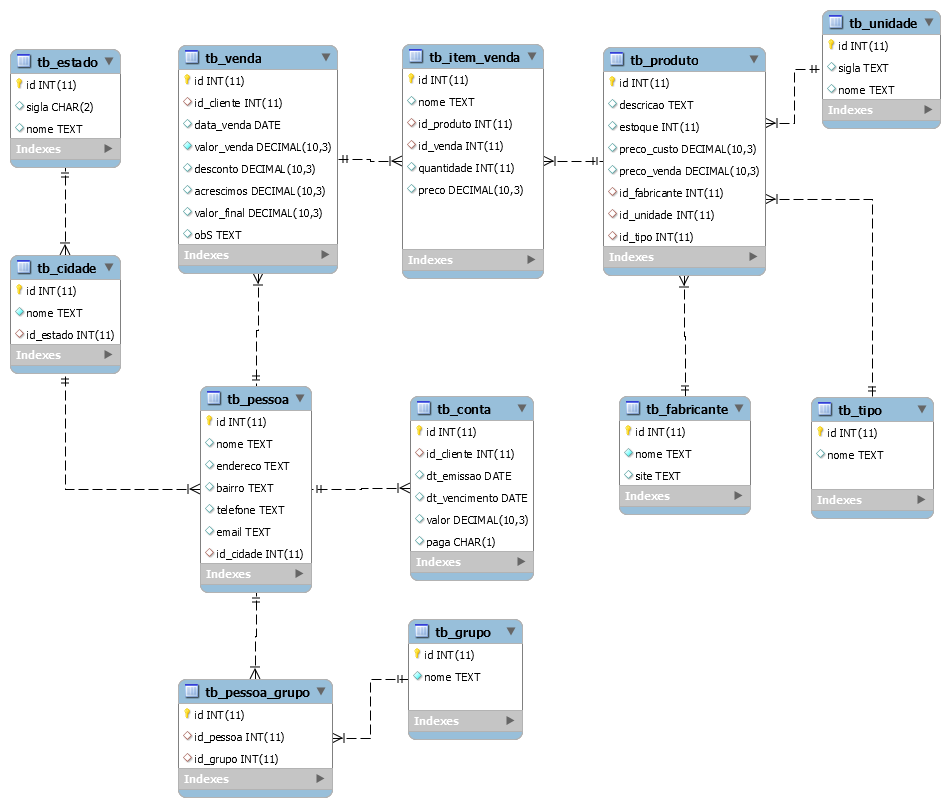 tb_estado
id INT(11)
sigla CHAR(2)
nome TEXT
Indexes
tb_venda
id INT(11)
id_cliente INT(11)
data_venda DATE
valor_venda DECIMAL(10,3)
desconto DECIMAL(10,3)
acrescimos DECIMAL(10,3)
valor_final DECIMAL(10,3)
obS TEXT
Indexes
tb_item_venda
id INT(11)
nome TEXT
id_produto INT(11)
id_venda INT(11)
quantidade INT(11)
preco DECIMAL(10,3)
Indexes
tb_produto
id INT(11)
descricao TEXT
estoque INT(11)
preco_custo DECIMAL(10,3)
preco_venda DECIMAL(10,3)
id_fabricante INT(11)
id_unidade INT(11)
id_tipo INT(11)
Indexes
tb_unidade
id INT(11)
sigla TEXT
nome TEXT
Indexes
tb_cidade
id INT(11)
nome TEXT
id_estado INT(11)
Indexes
tb_pessoa
id INT(11)
nome TEXT
endereco TEXT
bairro TEXT
telefone TEXT
email TEXT
id_cidade INT(11)
Indexes
tb_conta
id INT(11)
id_cliente INT(11)
dt_emissao DATE
dt_vencimento DATE
valor DECIMAL(10,3)
paga CHAR(1)
Indexes
tb_fabricante
id INT(11)
nome TEXT
site TEXT
Indexes
tb_tipo
id INT(11)
nome TEXT
Indexes
tb_grupo
id INT(11)
nome TEXT
Indexes
tb_pessoa_grupo
id INT(11)
id_pessoa INT(11)
id_grupo INT(11)
Indexes